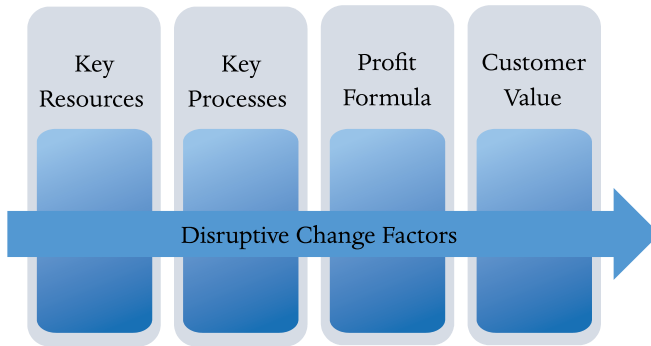 Key
Resources
Key
Processes
Profit
Formula
Customer
Value
Disruptive Change Factors